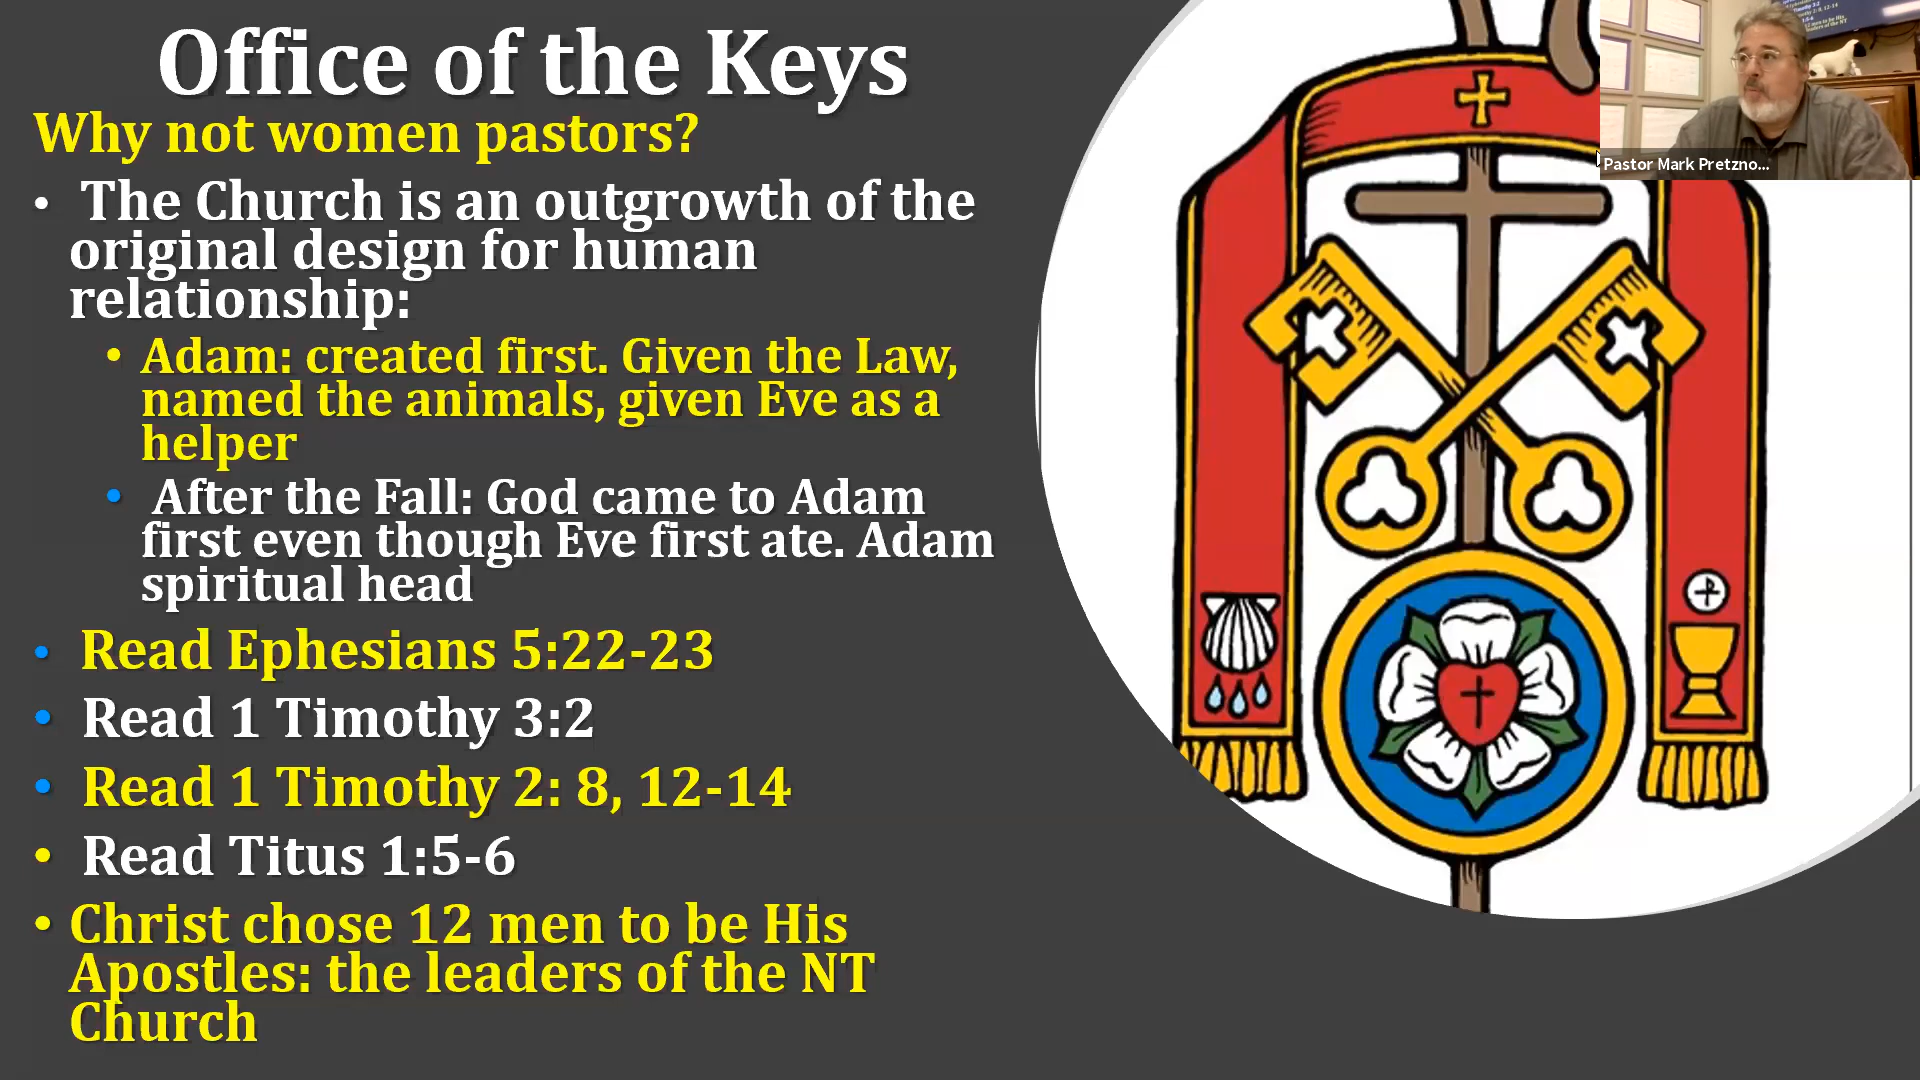 Office of the Keys
Why not women pastors?
• The Church is an outgrowth of the
original design for human
relationship:
• Adam: created first. Given the Law,
named the animals, given Eve as a
helper
• After the Fall: God came to Adam
first even though Eve first ate. Adam
spiritual head
• Read Ephesians 5:22-23
• Read 1 Timothy 3:2
• Read 1 Timothy 2: 8, 12-14
• Read Titus 1:5-6
• Christ chose 12 men to be His
Apostles: the leaders of the NT
Church
Pastor Mark Pretzno...